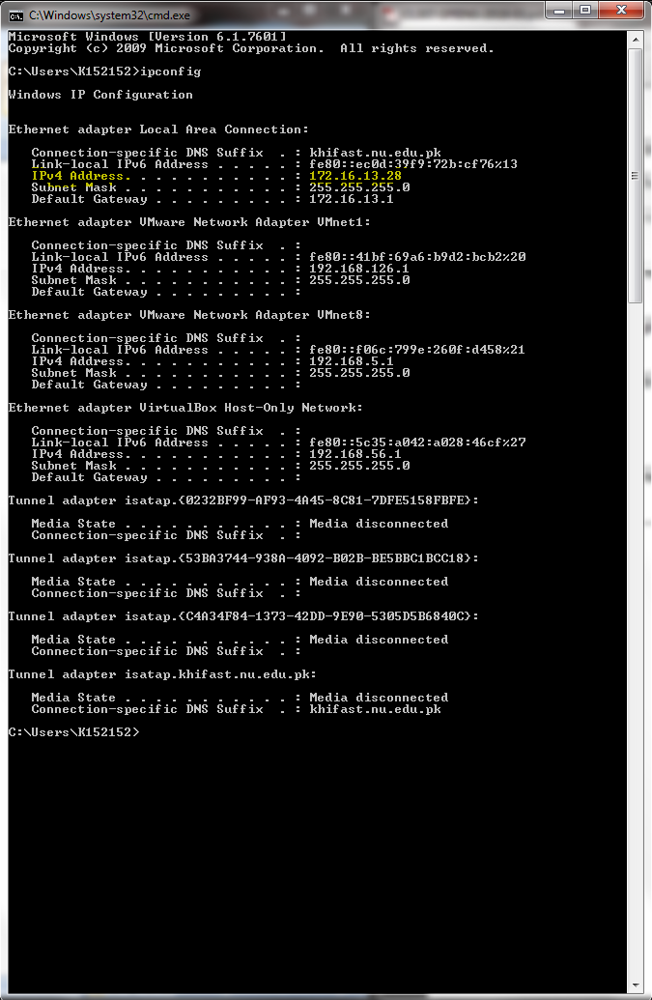 C:\Windows\system32\cmd.exe
Microsoft Windows [Version 6.1.7601]
Copyright (c) 2009 Microsoft Corporation.  All rights reserved.
C:\Users\K152152>ipconfig
Windows IP Configuration
Ethernet adapter Local Area Connection:
   Connection-specific DNS Suffix  . : khifast.nu.edu.pk
   Link-local IPv6 Address . . . . . : fe80::ec0d:39f9:72b:cf76%13
   IPv4 Address. . . . . . . . . . . : 172.16.13.28
   Subnet Mask . . . . . . . . . . . : 255.255.255.0
   Default Gateway . . . . . . . . . : 172.16.13.1
Ethernet adapter VMware Network Adapter VMnet1:
   Connection-specific DNS Suffix  . :
   Link-local IPv6 Address . . . . . : fe80::41bf:69a6:b9d2:bcb2%20
   IPv4 Address. . . . . . . . . . . : 192.168.126.1
   Subnet Mask . . . . . . . . . . . : 255.255.255.0
   Default Gateway . . . . . . . . . :
Ethernet adapter VMware Network Adapter VMnet8:
   Connection-specific DNS Suffix  . :
   Link-local IPv6 Address . . . . . : fe80::f06c:799e:260f:d458%21
   IPv4 Address. . . . . . . . . . . : 192.168.5.1
   Subnet Mask . . . . . . . . . . . : 255.255.255.0
   Default Gateway . . . . . . . . . :
Ethernet adapter VirtualBox Host-Only Network:
   Connection-specific DNS Suffix  . :
   Link-local IPv6 Address . . . . . : fe80::5c35:a042:a028:46cf%27
   IPv4 Address. . . . . . . . . . . : 192.168.56.1
   Subnet Mask . . . . . . . . . . . : 255.255.255.0
   Default Gateway . . . . . . . . . :
Tunnel adapter isatap.{0232BF99-AF93-4A45-8C81-7DFE5158FBFE}:
   Media State . . . . . . . . . . . : Media disconnected
   Connection-specific DNS Suffix  . :
Tunnel adapter isatap.{53BA3744-938A-4092-B02B-BE5BBC1BCC18}:
   Media State . . . . . . . . . . . : Media disconnected
   Connection-specific DNS Suffix  . :
Tunnel adapter isatap.{C4A34F84-1373-42DD-9E90-5305D5B6840C}:
   Media State . . . . . . . . . . . : Media disconnected
   Connection-specific DNS Suffix  . :
Tunnel adapter isatap.khifast.nu.edu.pk:
   Media State . . . . . . . . . . . : Media disconnected
   Connection-specific DNS Suffix  . : khifast.nu.edu.pk
C:\Users\K152152>